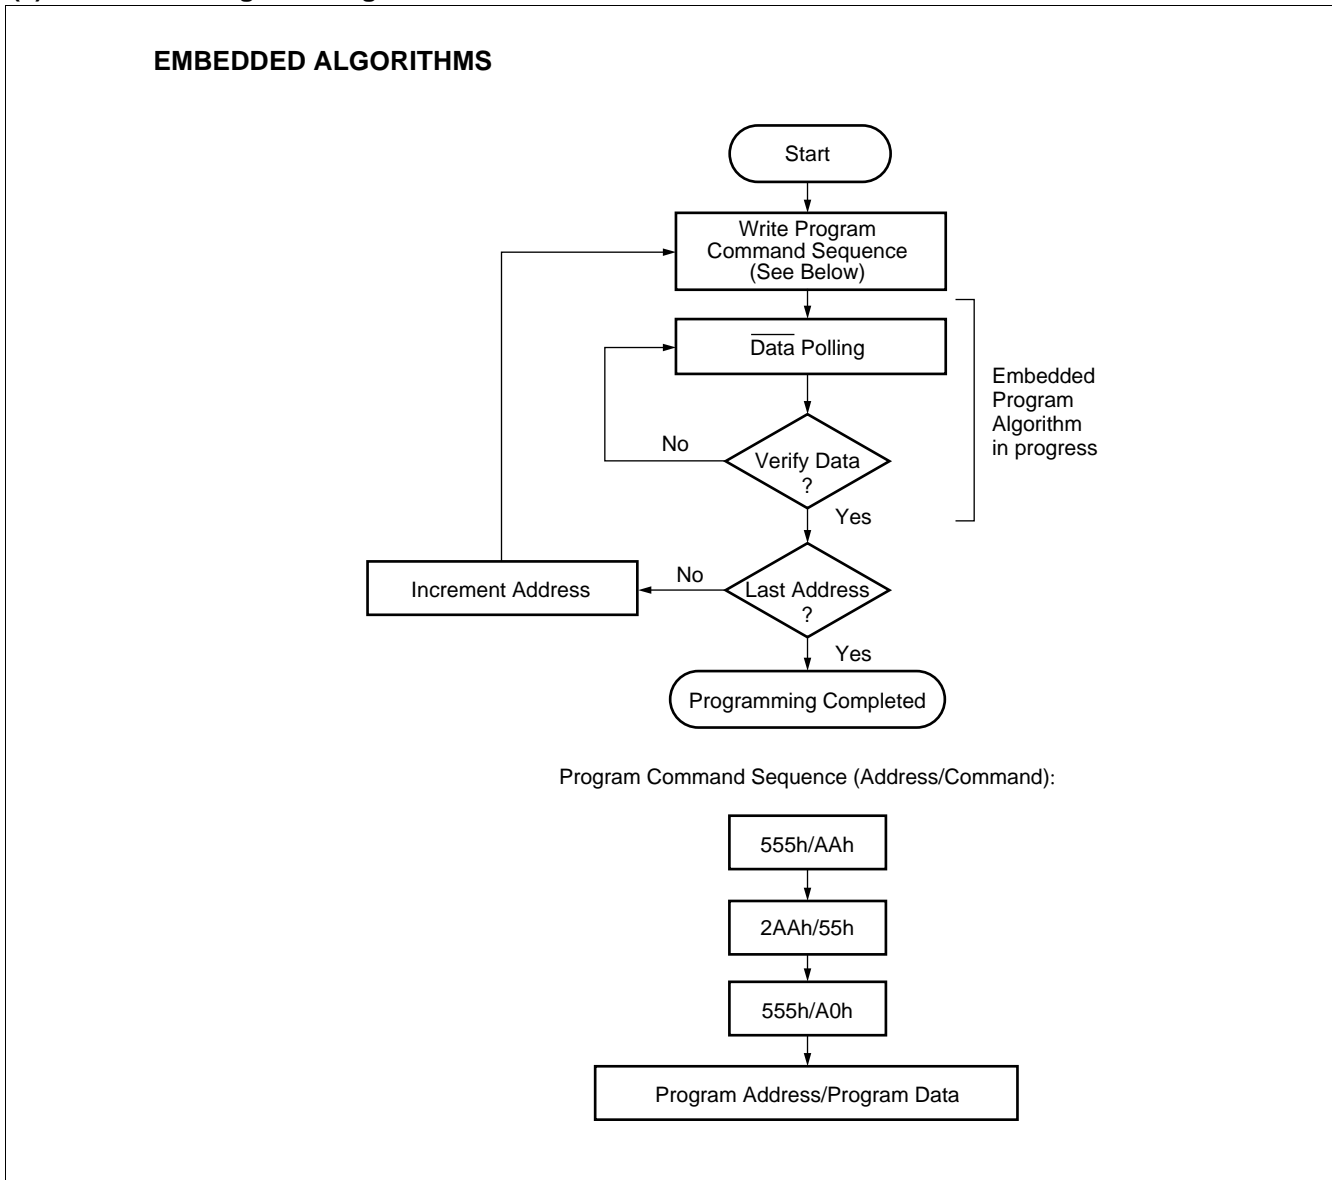 EMBEDDED ALGORITHMS
Start
Write Program
Command Sequence
(See Below)
Data Polling
Embedded
Program
Algorithm
in progress
No
Verify Data
?
Yes
Increment Address
No
Last Address
?
Yes
Programming Completed
Program Command Sequence (Address/Command):
555h/AAh
2AAh/55h
555h/A0h
Program Address/Program Data